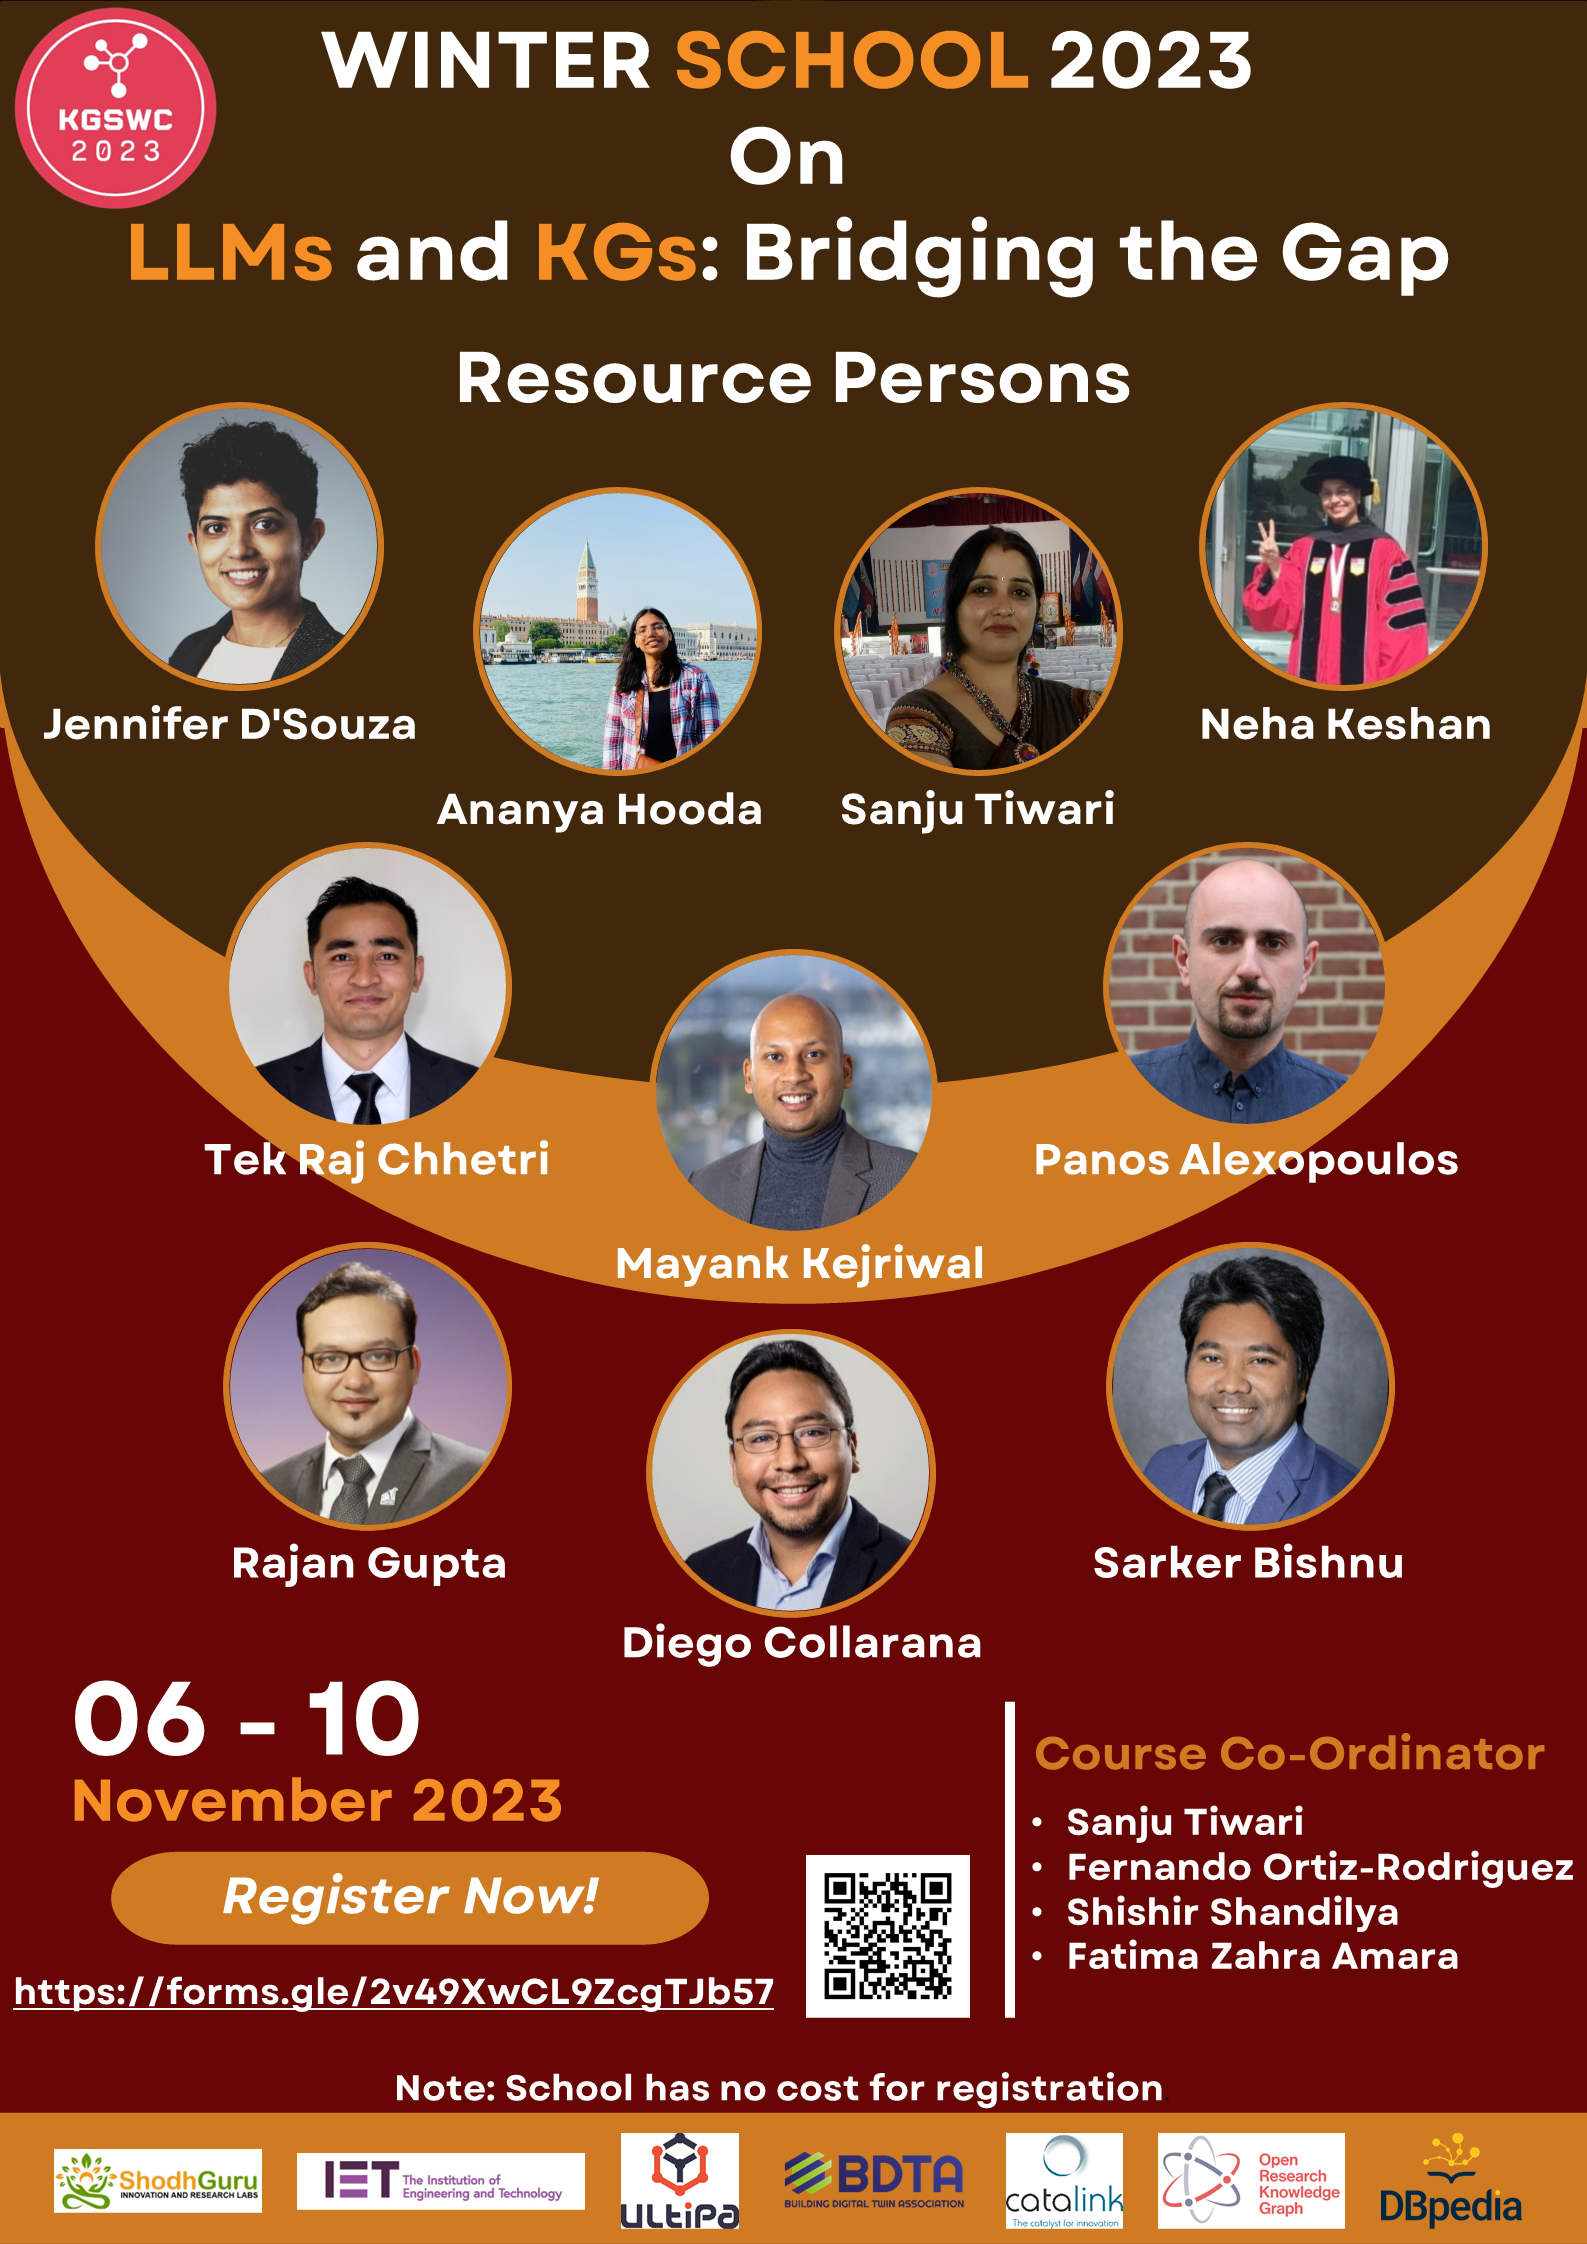 KGSWC
2023
WINTER SCHOOL 2023
On
LLMs and KGs: Bridging the Gap
Resource Persons
Jennifer D'Souza
Ananya Hooda
Sanju Tiwari
Neha Keshan
Tek Raj Chhetri
Mayank Kejriwal
Panos Alexopoulos
Rajan Gupta
Diego Collarana
Sarker Bishnu
06 - 10
November 2023
Register Now!
https://forms.gle/2v49XwCL9ZcgTJb57
Course Co-Ordinator
• Sanju Tiwari
• Fernando Ortiz-Rodriguez
• Shishir Shandilya
• Fatima Zahra Amara
Note: School has no cost for registration.
ShodhGuru
INNOVATION AND RESEARCH LABS
IET The Institution of
Engineering and Technology
ULtiPa
BDTA
BUILDING DIGITAL TWIN ASSOCIATION
catalink
The catalyst for innovation
Open
Research
Knowledge
Graph
DBpedia